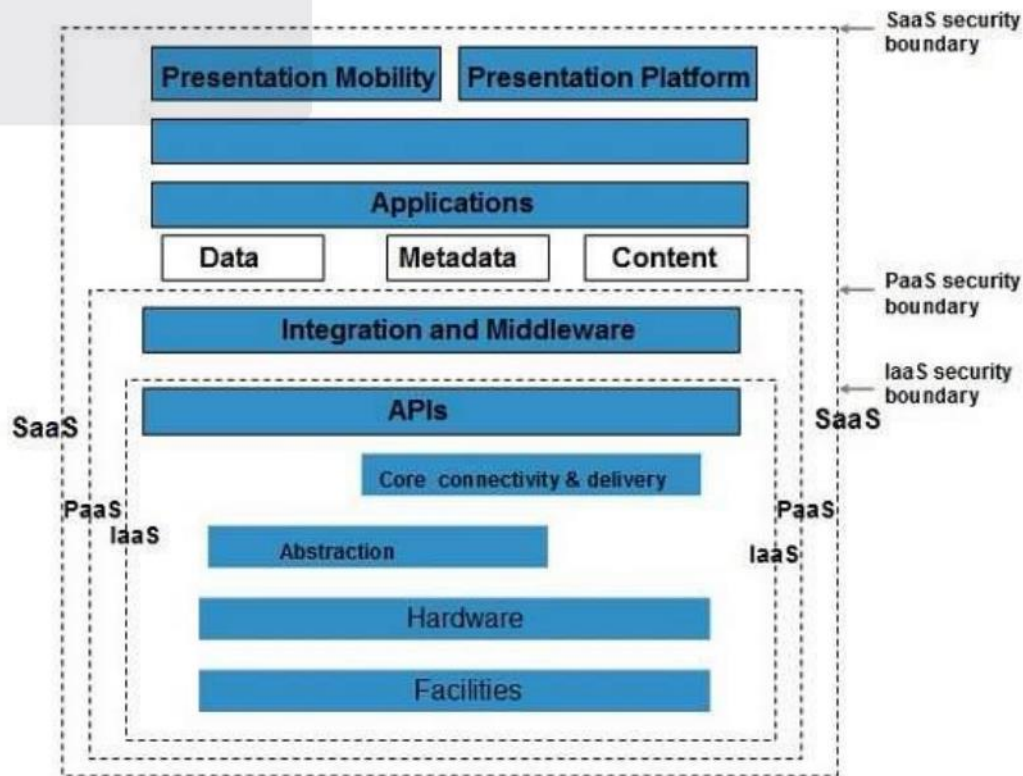 SaaS security
boundary
Presentation Mobility
Presentation Platform
Applications
Data
Metadata
Content
PaaS security
boundary
Integration and Middleware
IaaS security
boundary
APIs
SaaS
SaaS
Core connectivity & delivery
PaaS
PaaS
IaaS
Abstraction
IaaS
Hardware
Facilities